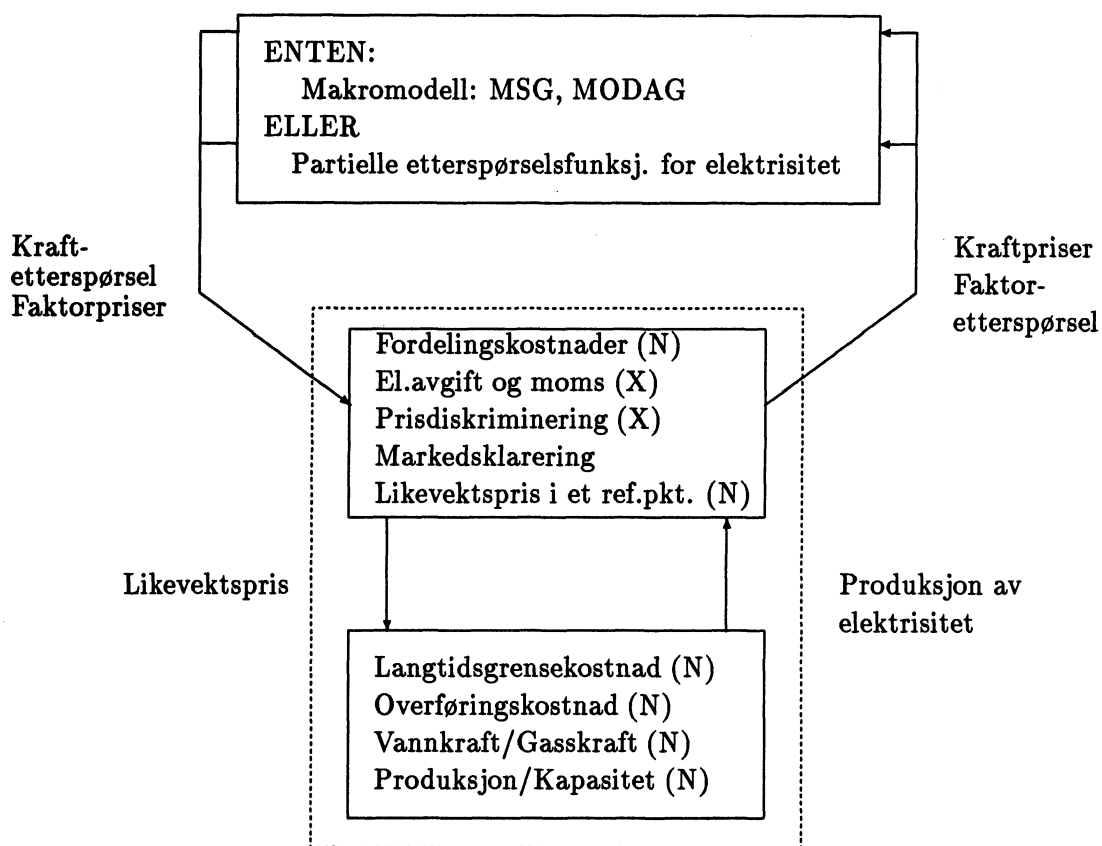 ENTEN:
Makromodell: MSG, MODAG
ELLER
Partielle etterspørselsfunksj. for elektrisitet
Kraft-
etterspørsel
Faktorpriser
Kraftpriser
Faktor-
etterspørsel
Fordelingskostnader (N)
El.avgift og moms (X)
Prisdiskriminering (X)
Markedsklarering
Likevektspris i et ref.pkt. (N)
Likevektspris
Produksjon av
elektrisitet
Langtidsgrensekostnad (N)
Overføringskostnad (N)
Vannkraft/Gasskraft (N)
Produksjon/Kapasitet (N)